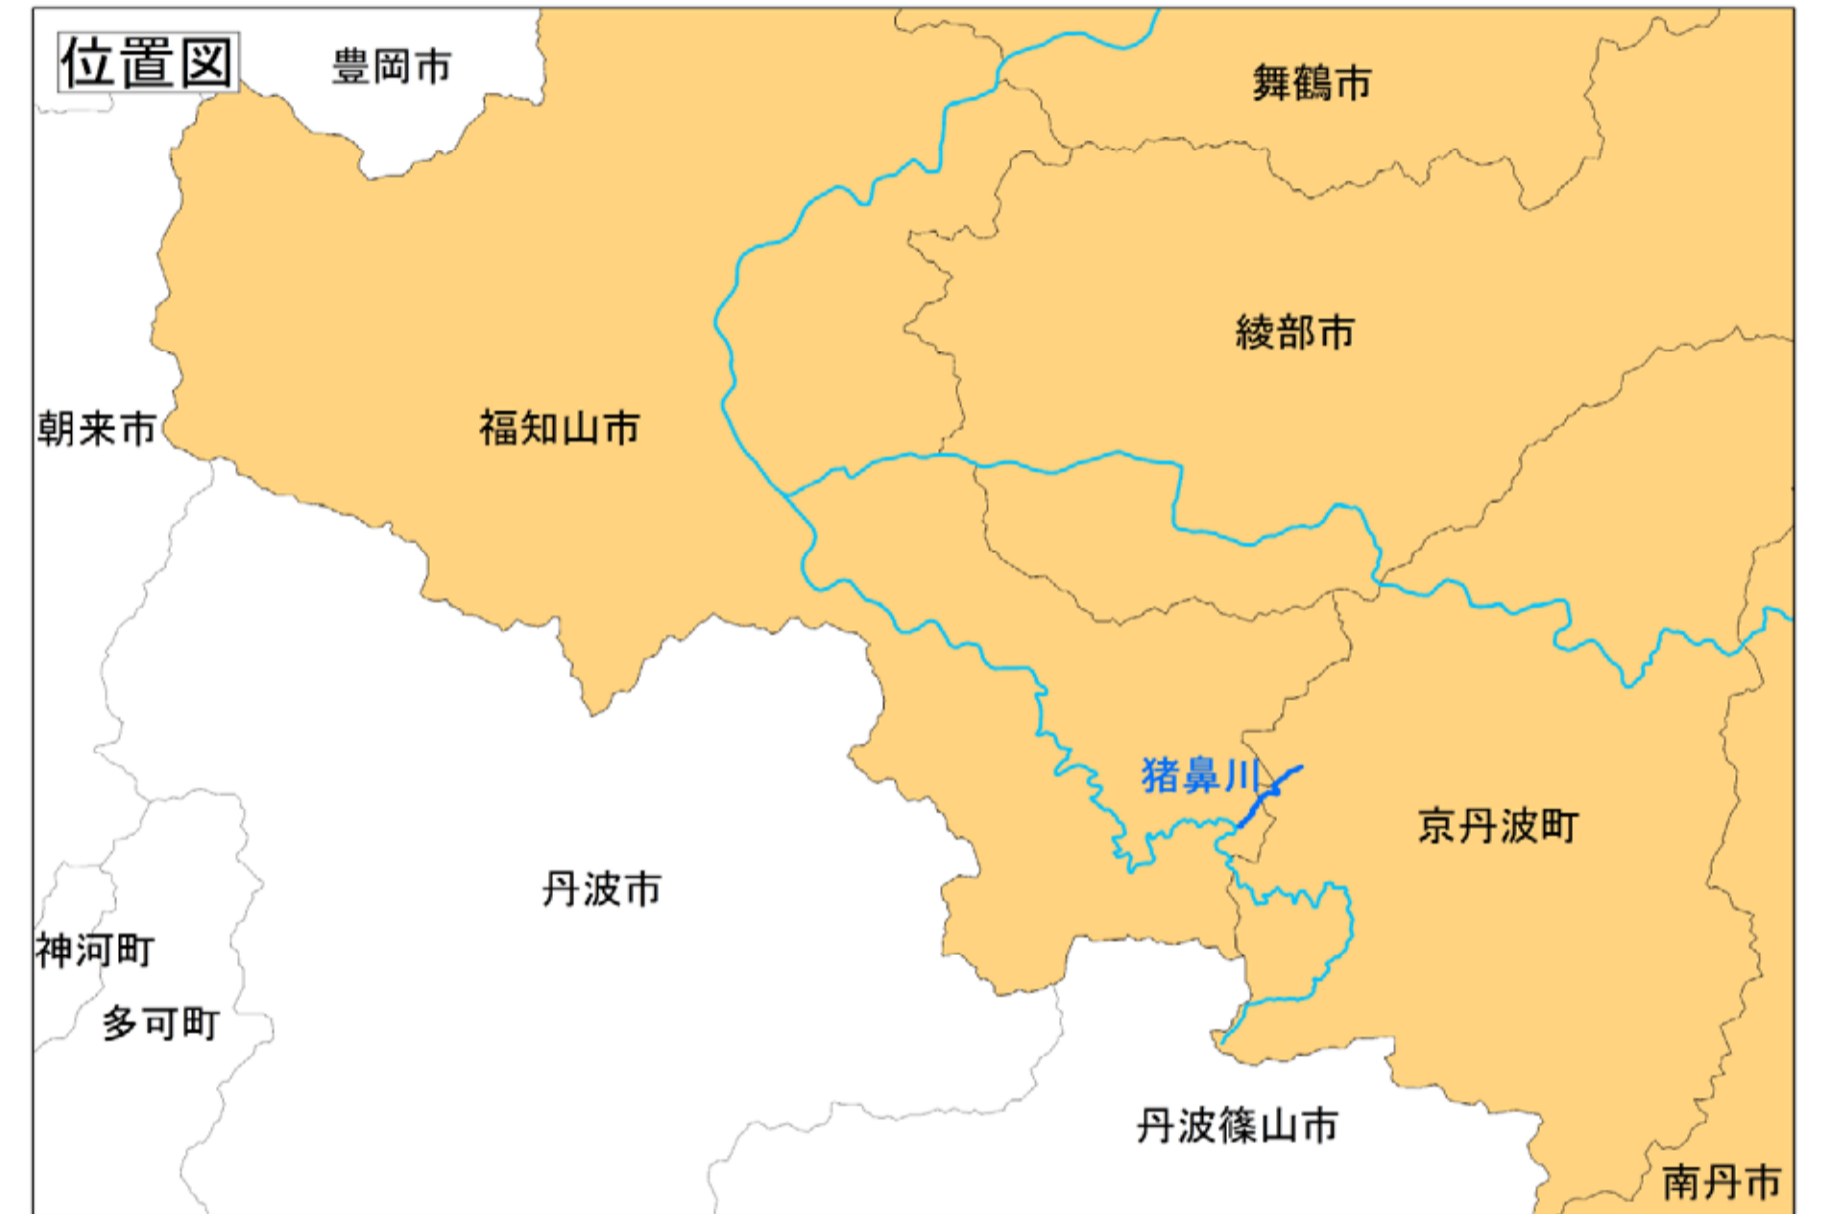 位置図
豊岡市
舞鶴市
綾部市
朝来市
福知山市
猪鼻川
京丹波町
丹波市
神河町
多可町
丹波篠山市
南丹市